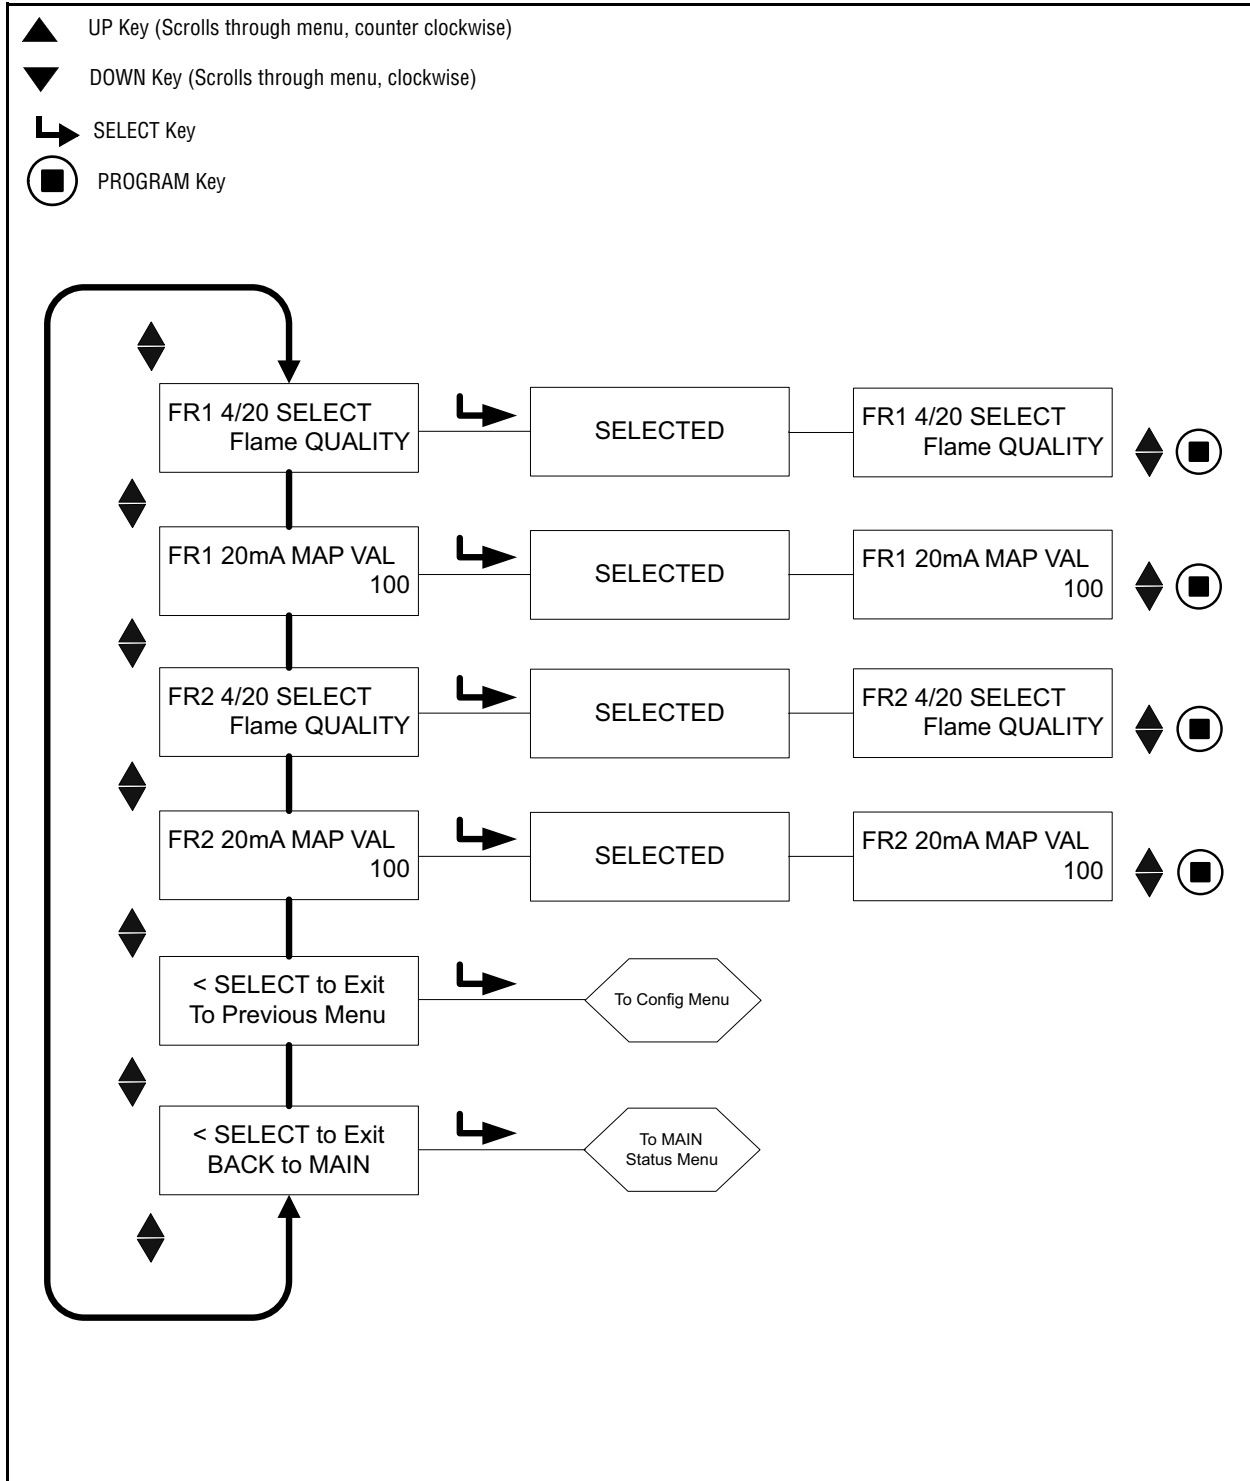 UP Key (Scrolls through menu, counter clockwise)
DOWN Key (Scrolls through menu, clockwise)
SELECT Key
PROGRAM Key
FR1 4/20 SELECT
Flame QUALITY
SELECTED
FR1 4/20 SELECT
Flame QUALITY
FR1 20mA MAP VAL
100
SELECTED
FR1 20mA MAP VAL
100
FR2 4/20 SELECT
Flame QUALITY
SELECTED
FR2 4/20 SELECT
Flame QUALITY
FR2 20mA MAP VAL
100
SELECTED
FR2 20mA MAP VAL
100
< SELECT to Exit
To Previous Menu
To Config Menu
< SELECT to Exit
BACK to MAIN
To MAIN
Status Menu